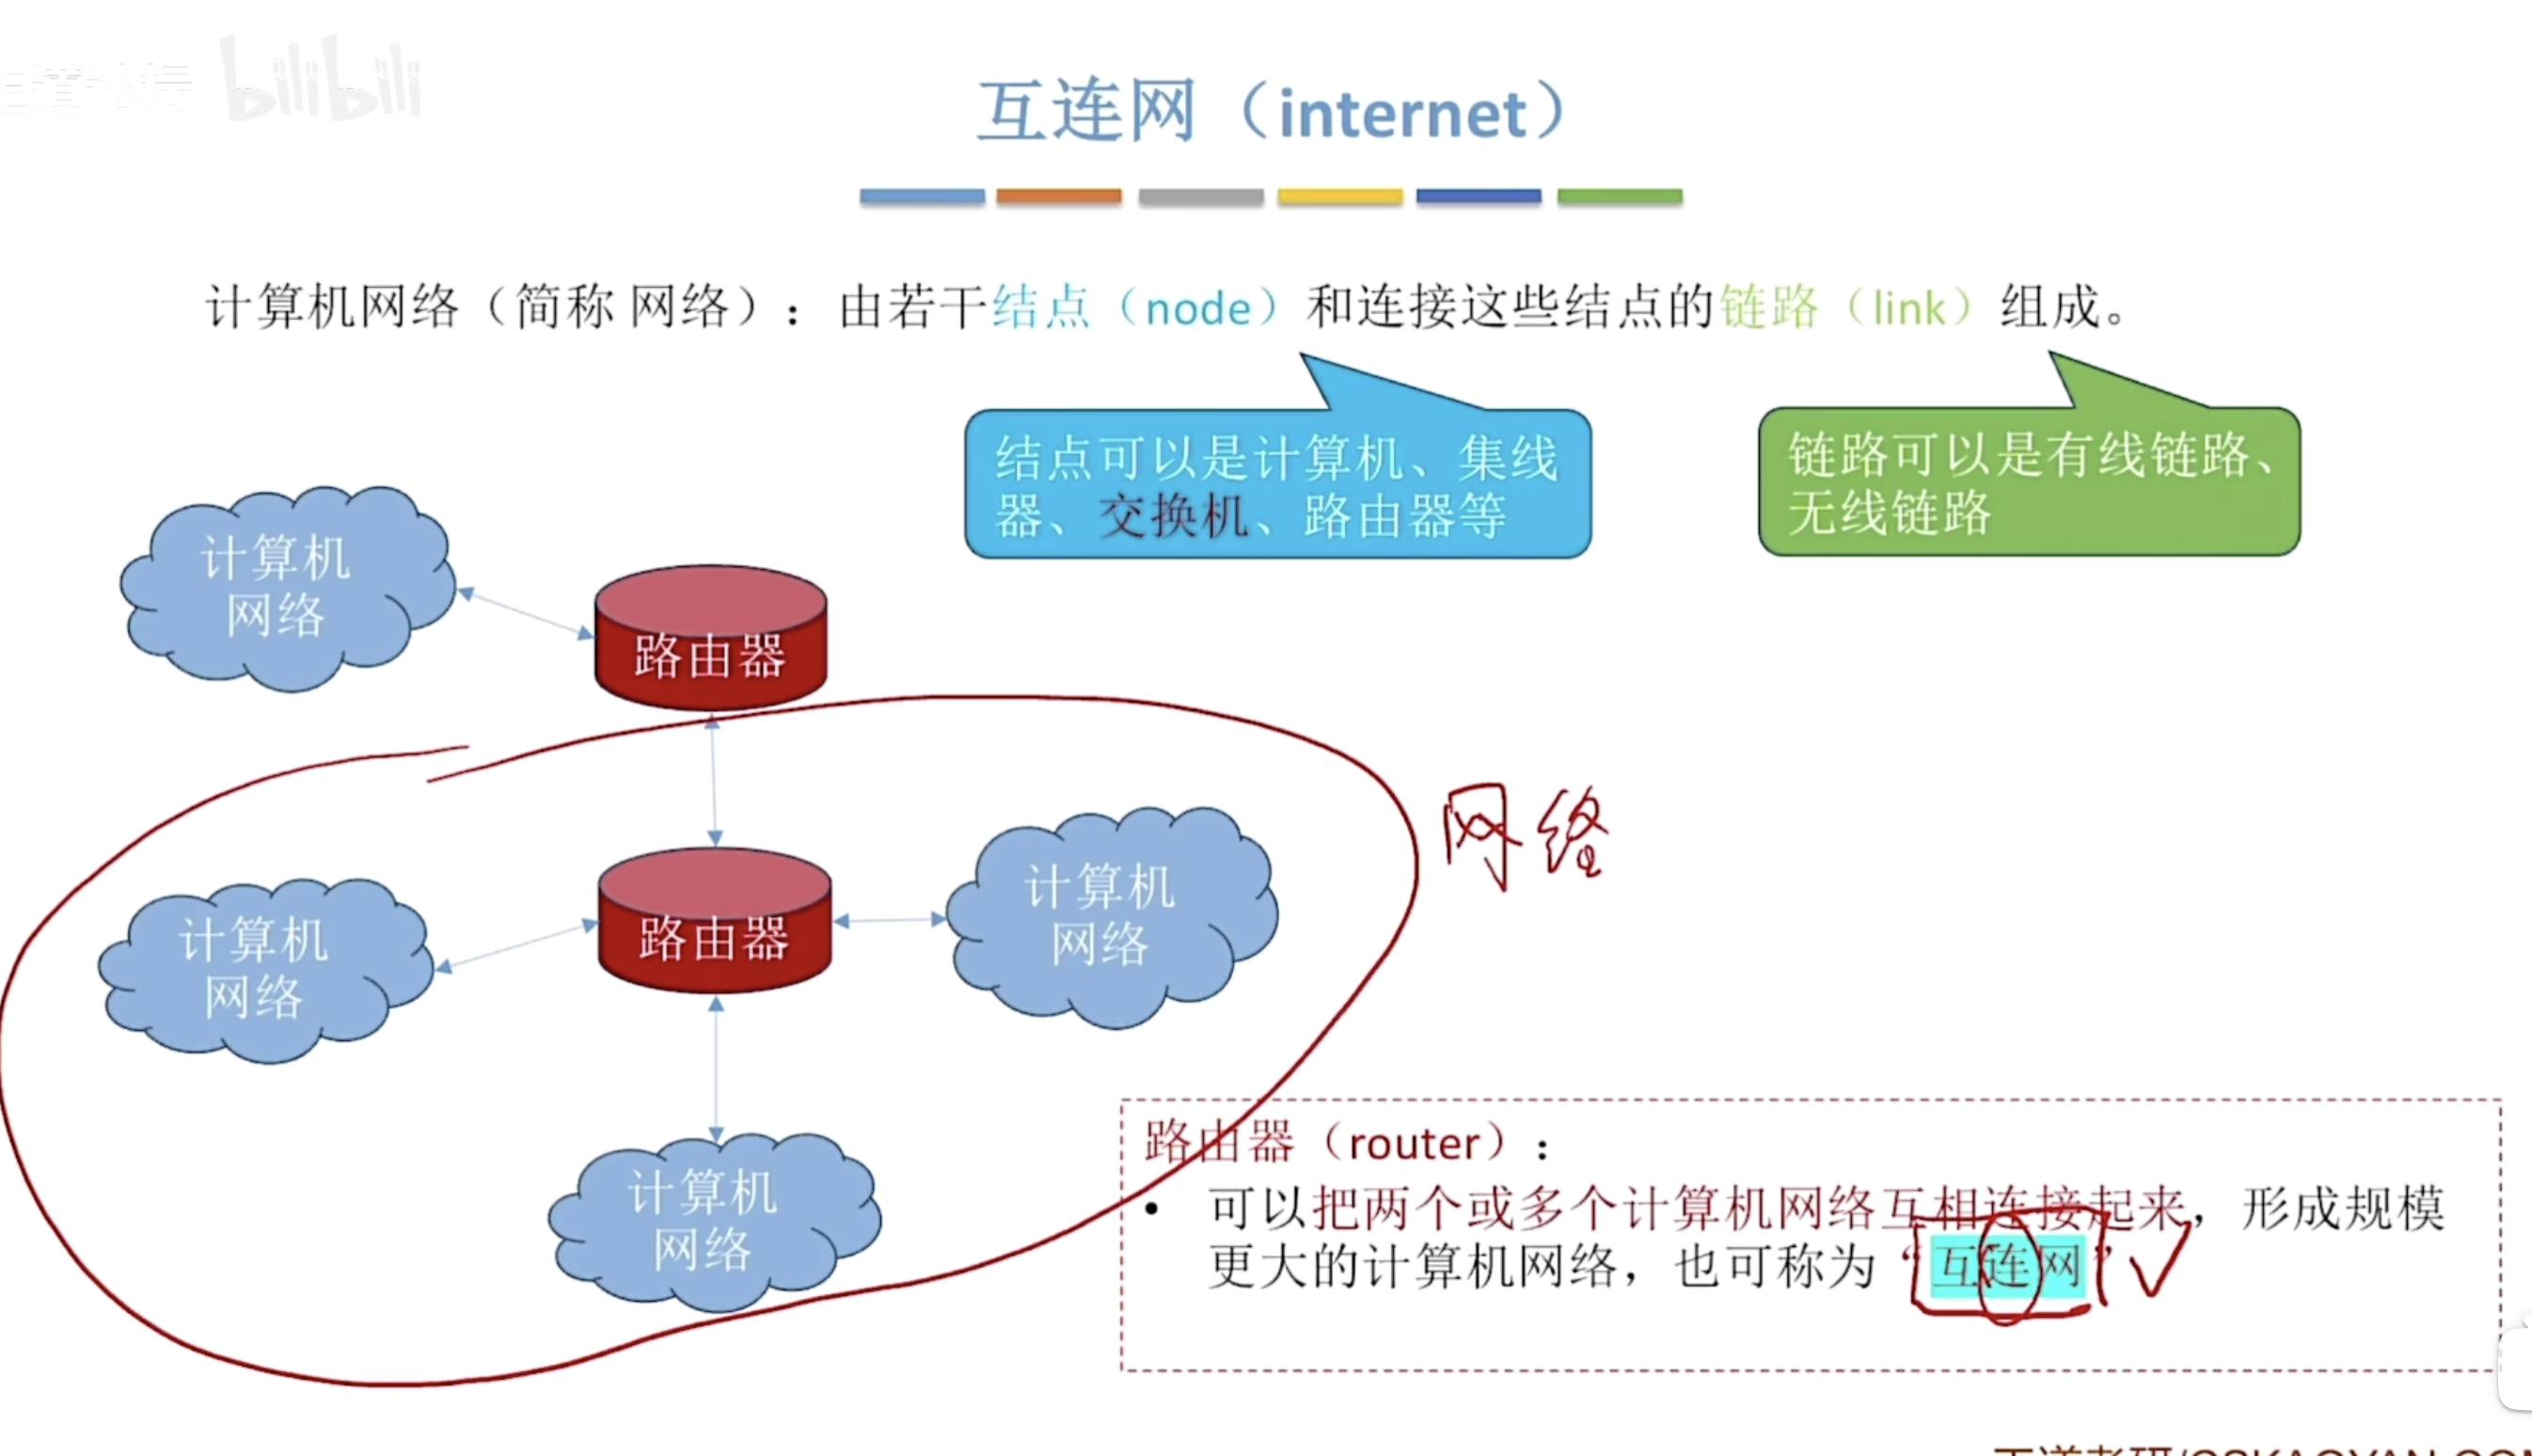 bilibili
互连网（internet）
计算机网络（简称 网络）：由若干结点（node）和连接这些结点的链路（link）组成。
结点可以是计算机、集线
器、交换机、路由器等
链路可以是有线链路、
无线链路
计算机
网络
路由器
网络
计算机
网络
路由器
计算机
网络
计算机
网络
路由器（router）：
• 可以把两个或多个计算机网络互相连接起来，形成规模
更大的计算机网络，也可称为“互连网”